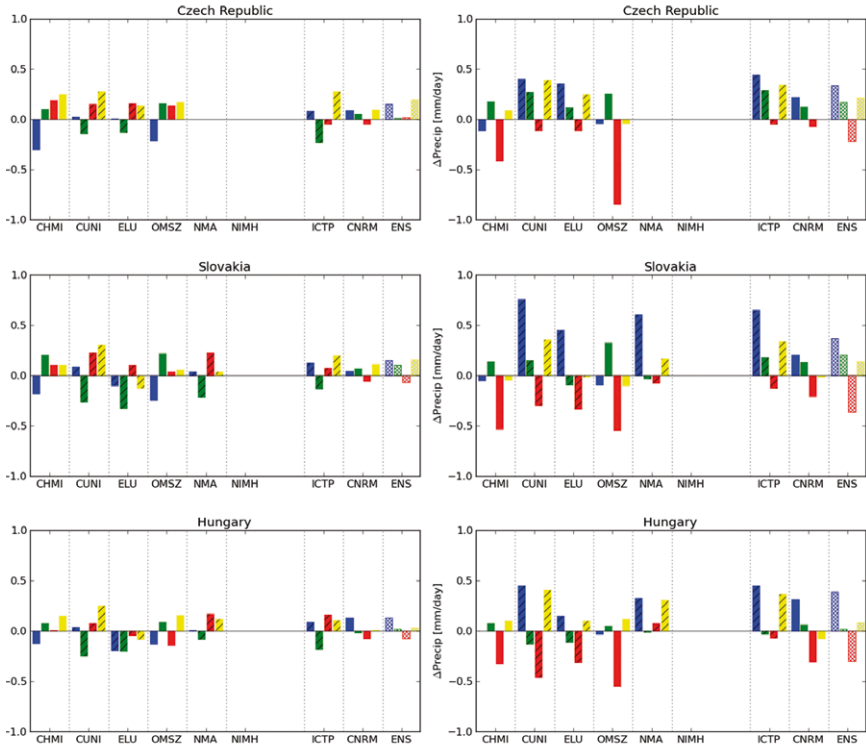 Czech Republic
1.0
0.5
0.0
-0.5
-1.0
CHMI CUNI ELU OMSZ NMA NIMH ICTP CNRM ENS
Czech Republic
ΔPrecip [mm/day]
1.0
0.5
0.0
-0.5
-1.0
CHMI CUNI ELU OMSZ NMA NIMH ICTP CNRM ENS
Slovakia
1.0
0.5
0.0
-0.5
-1.0
CHMI CUNI ELU OMSZ NMA NIMH ICTP CNRM ENS
Slovakia
ΔPrecip [mm/day]
1.0
0.5
0.0
-0.5
-1.0
CHMI CUNI ELU OMSZ NMA NIMH ICTP CNRM ENS
Hungary
1.0
0.5
0.0
-0.5
-1.0
CHMI CUNI ELU OMSZ NMA NIMH ICTP CNRM ENS
Hungary
ΔPrecip [mm/day]
1.0
0.5
0.0
-0.5
-1.0
CHMI CUNI ELU OMSZ NMA NIMH ICTP CNRM ENS